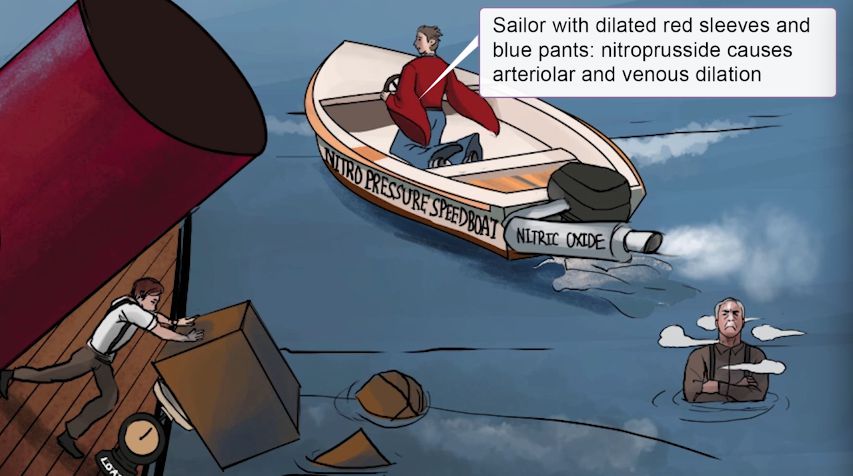 Sailor with dilated red sleeves and
blue pants: nitroprusside causes
arteriolar and venous dilation
NITRO PRESSURE SPEEDBOAT
NITRIC OXIDE